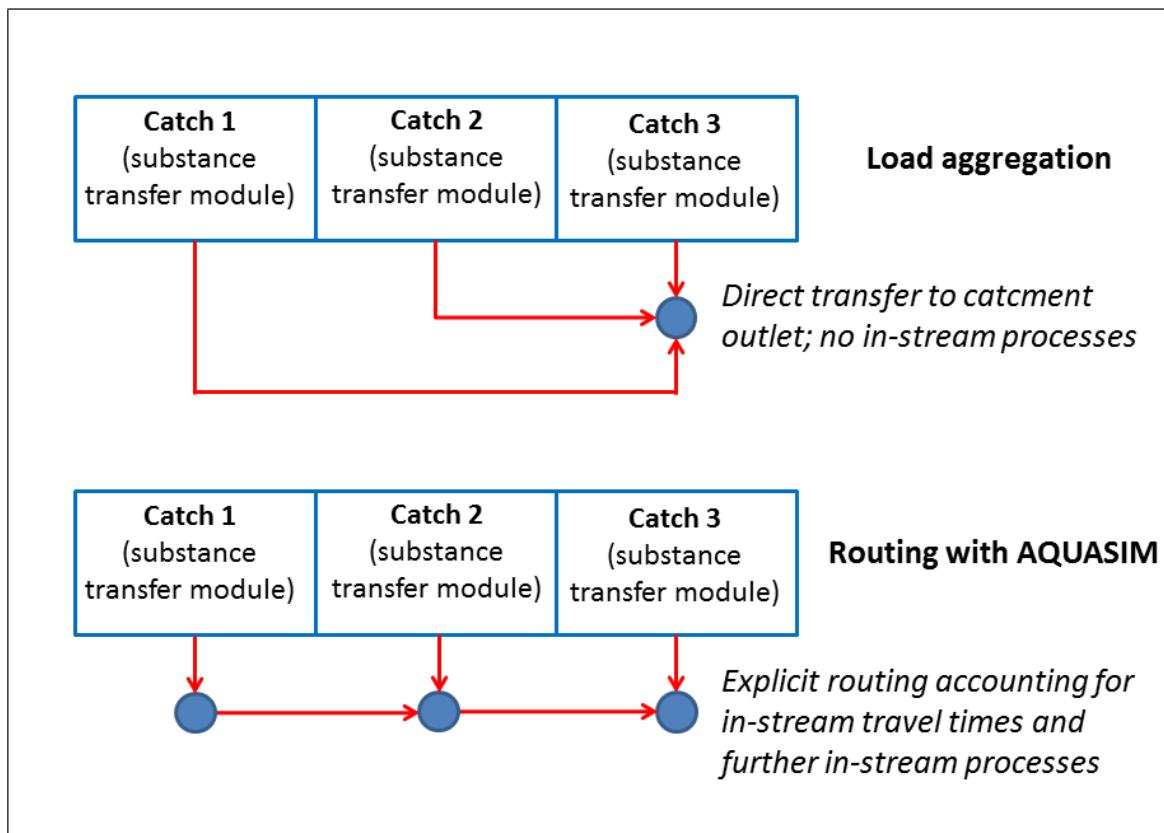 Catch 1
(substance
transfer module)
Catch 2
(substance
transfer module)
Catch 3
(substance
transfer module)
Load aggregation
Direct transfer to catcment
outlet; no in-stream processes
Catch 1
(substance
transfer module)
Catch 2
(substance
transfer module)
Catch 3
(substance
transfer module)
Routing with AQUASIM
Explicit routing accounting for
in-stream travel times and
further in-stream processes